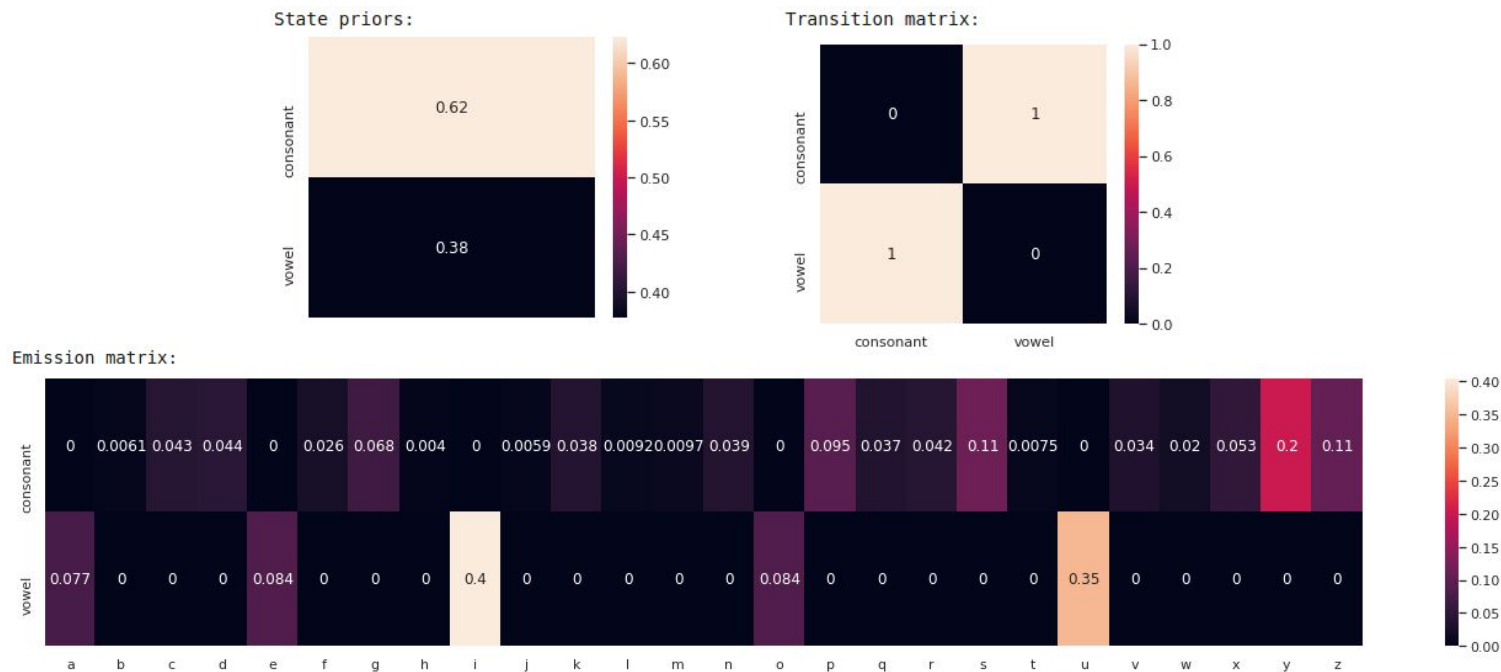 State priors:
Transition matrix:
consonant
vowel
0.62
0.38
0.60
0.55
0.50
0.45
0.40
consonant
vowel
0 1
1 0
consonant vowel
1.0
0.8
0.6
0.4
0.2
0.0
Emission matrix:
consonant
0 0.0061 0.043 0.044 0 0.026 0.068 0.004 0 0.0059 0.038 0.0092 0.0097 0.039 0 0.095 0.037 0.042 0.11 0.0075 0 0.034 0.02 0.053 0.2 0.11
vowel
0.077 0 0 0 0.084 0 0 0 0.4 0 0 0 0 0 0.084 0 0 0 0 0 0.35 0 0 0 0 0
a b c d e f g h i j k l m n o p q r s t u v w x y z
0.40
0.35
0.30
0.25
0.20
0.15
0.10
0.05
0.00